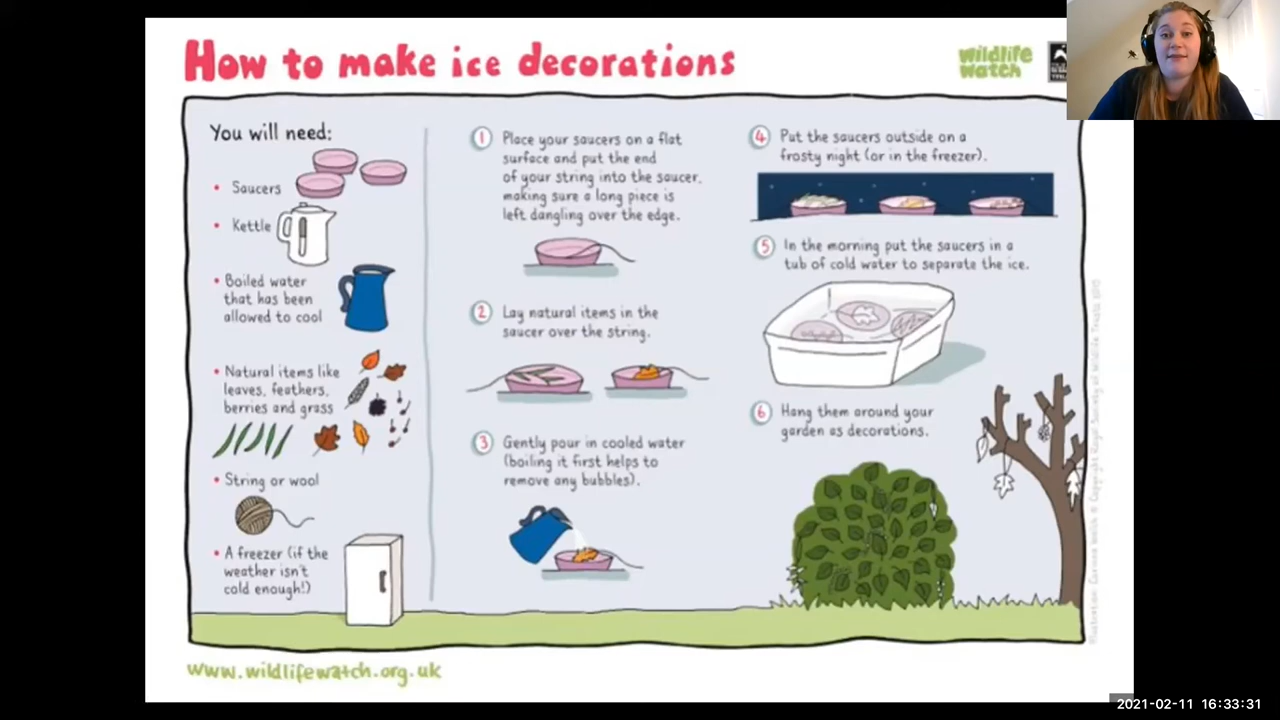 How to make ice decorations
wildlife
watch
You will need:
• Saucers
• Kettle
• Boiled water
that has been
allowed to cool
• Natural items like
leaves, feathers,
berries and grass
• String or wool
• A freezer (if the
weather isn't
cold enough!)
1 Place your saucers on a flat
surface and put the end
of your string into the saucer,
making sure a long piece is
left dangling over the edge.
2 Lay natural items in the
saucer over the string.
3 Gently pour in cooled water
(boiling it first helps to
remove any bubbles).
4 Put the saucers outside on a
frosty night (or in the freezer).
5 In the morning put the saucers in a
tub of cold water to separate the ice.
6 Hang them around your
garden as decorations.
www.wildlifewatch.org.uk
2021-02-11 16:33:31